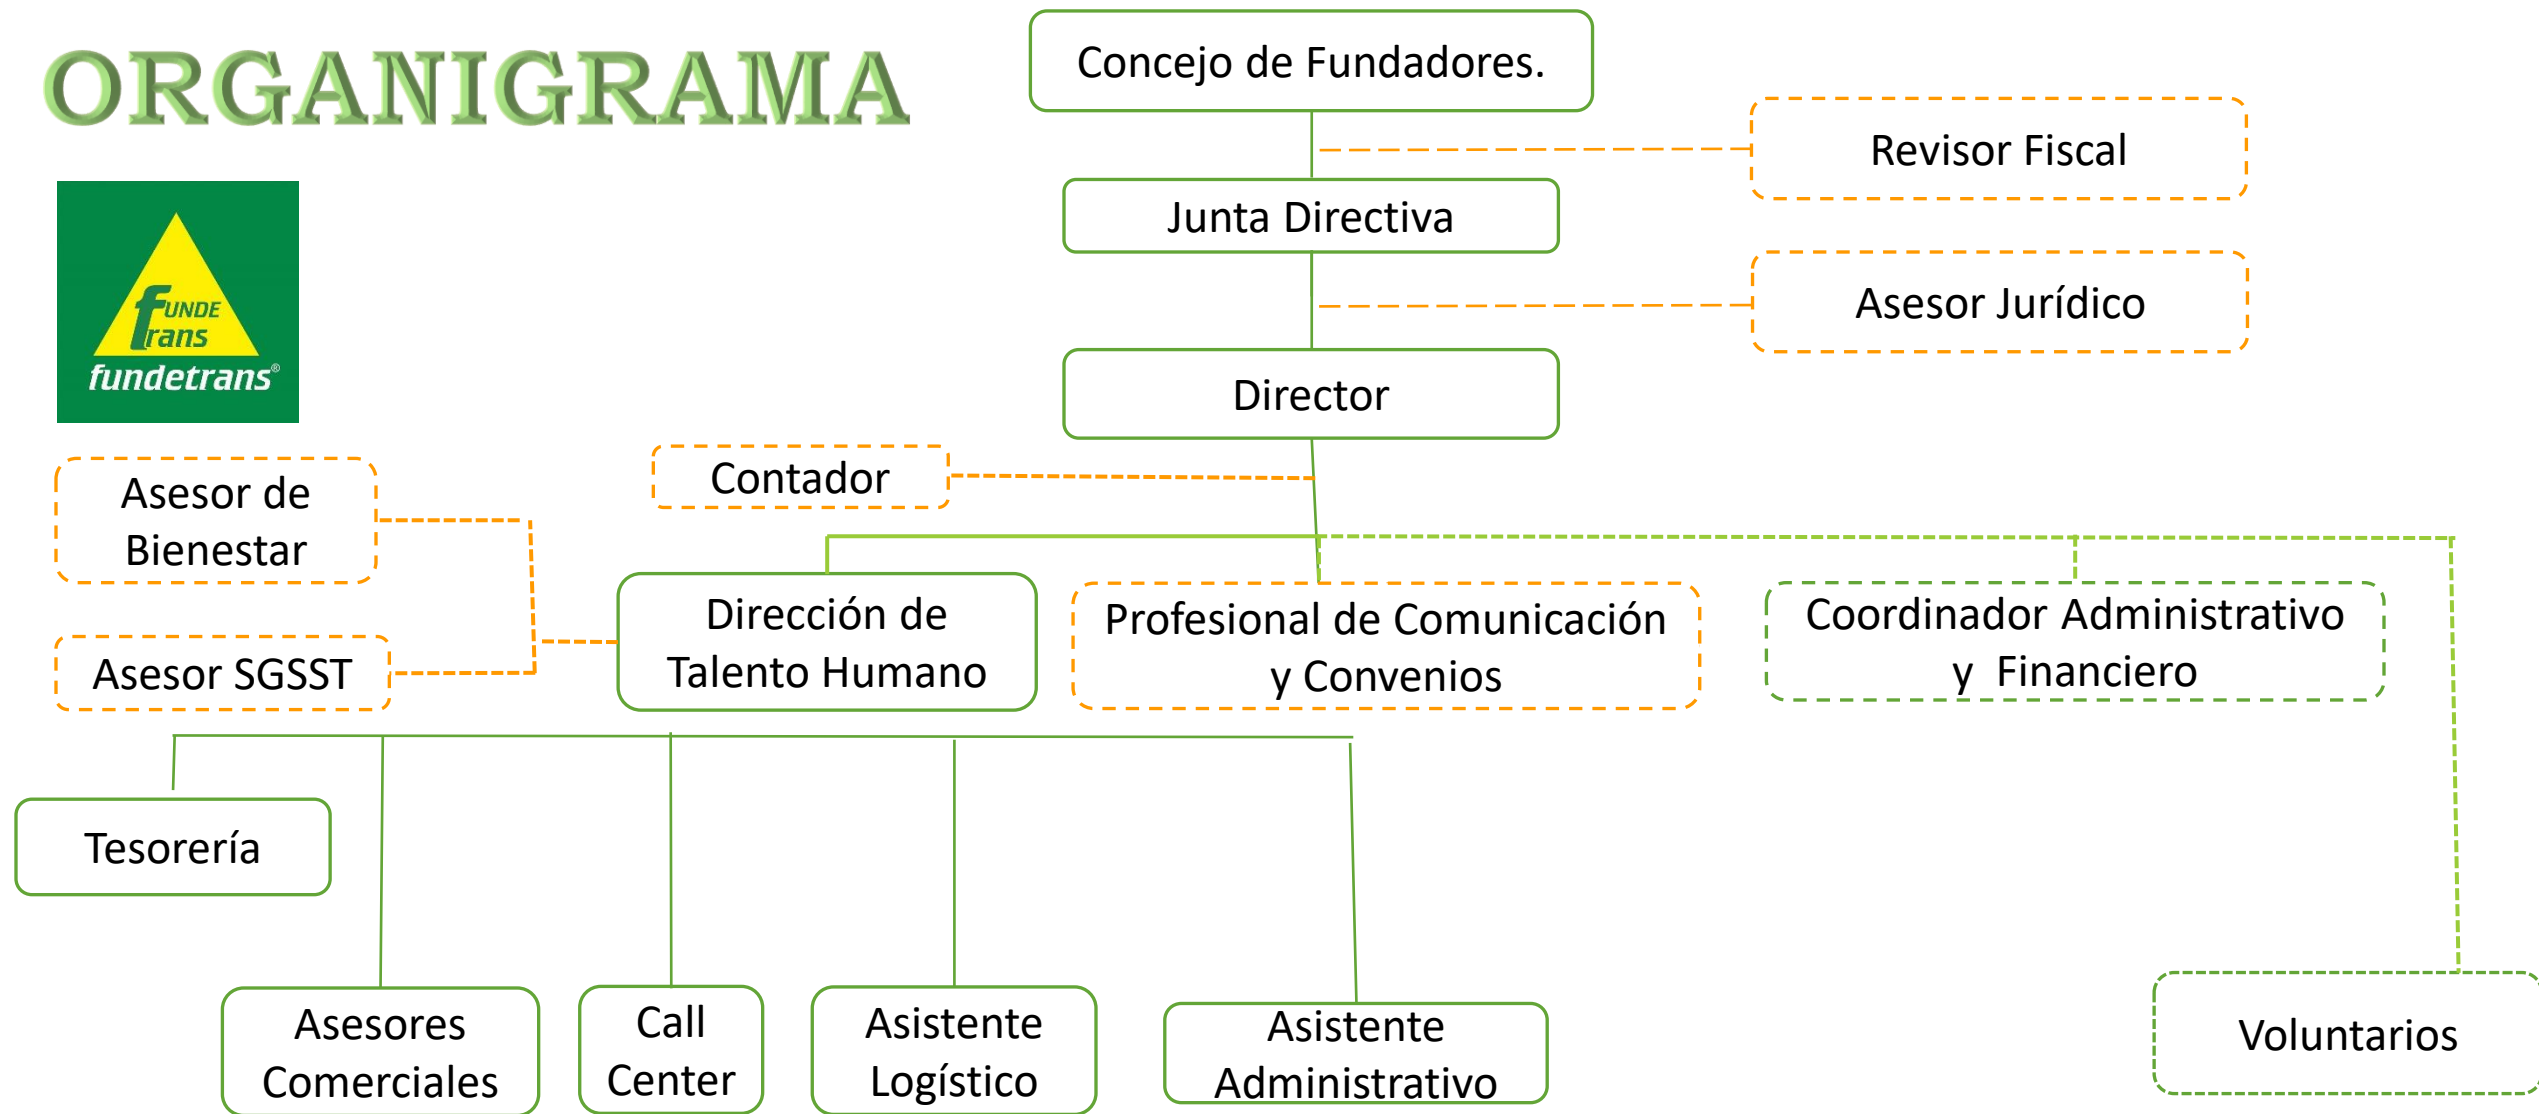 ORGANIGRAMA
Concejo de Fundadores.
Revisor Fiscal
Junta Directiva
Asesor Jurídico
Director
fUNDE
Trans
fundetrans®
Contador
Asesor de
Bienestar
Asesor SGSST
Dirección de
Talento Humano
Profesional de Comunicación
y Convenios
Coordinador Administrativo
y  Financiero
Tesorería
Asesores
Comerciales
Call
Center
Asistente
Logístico
Asistente
Administrativo
Voluntarios